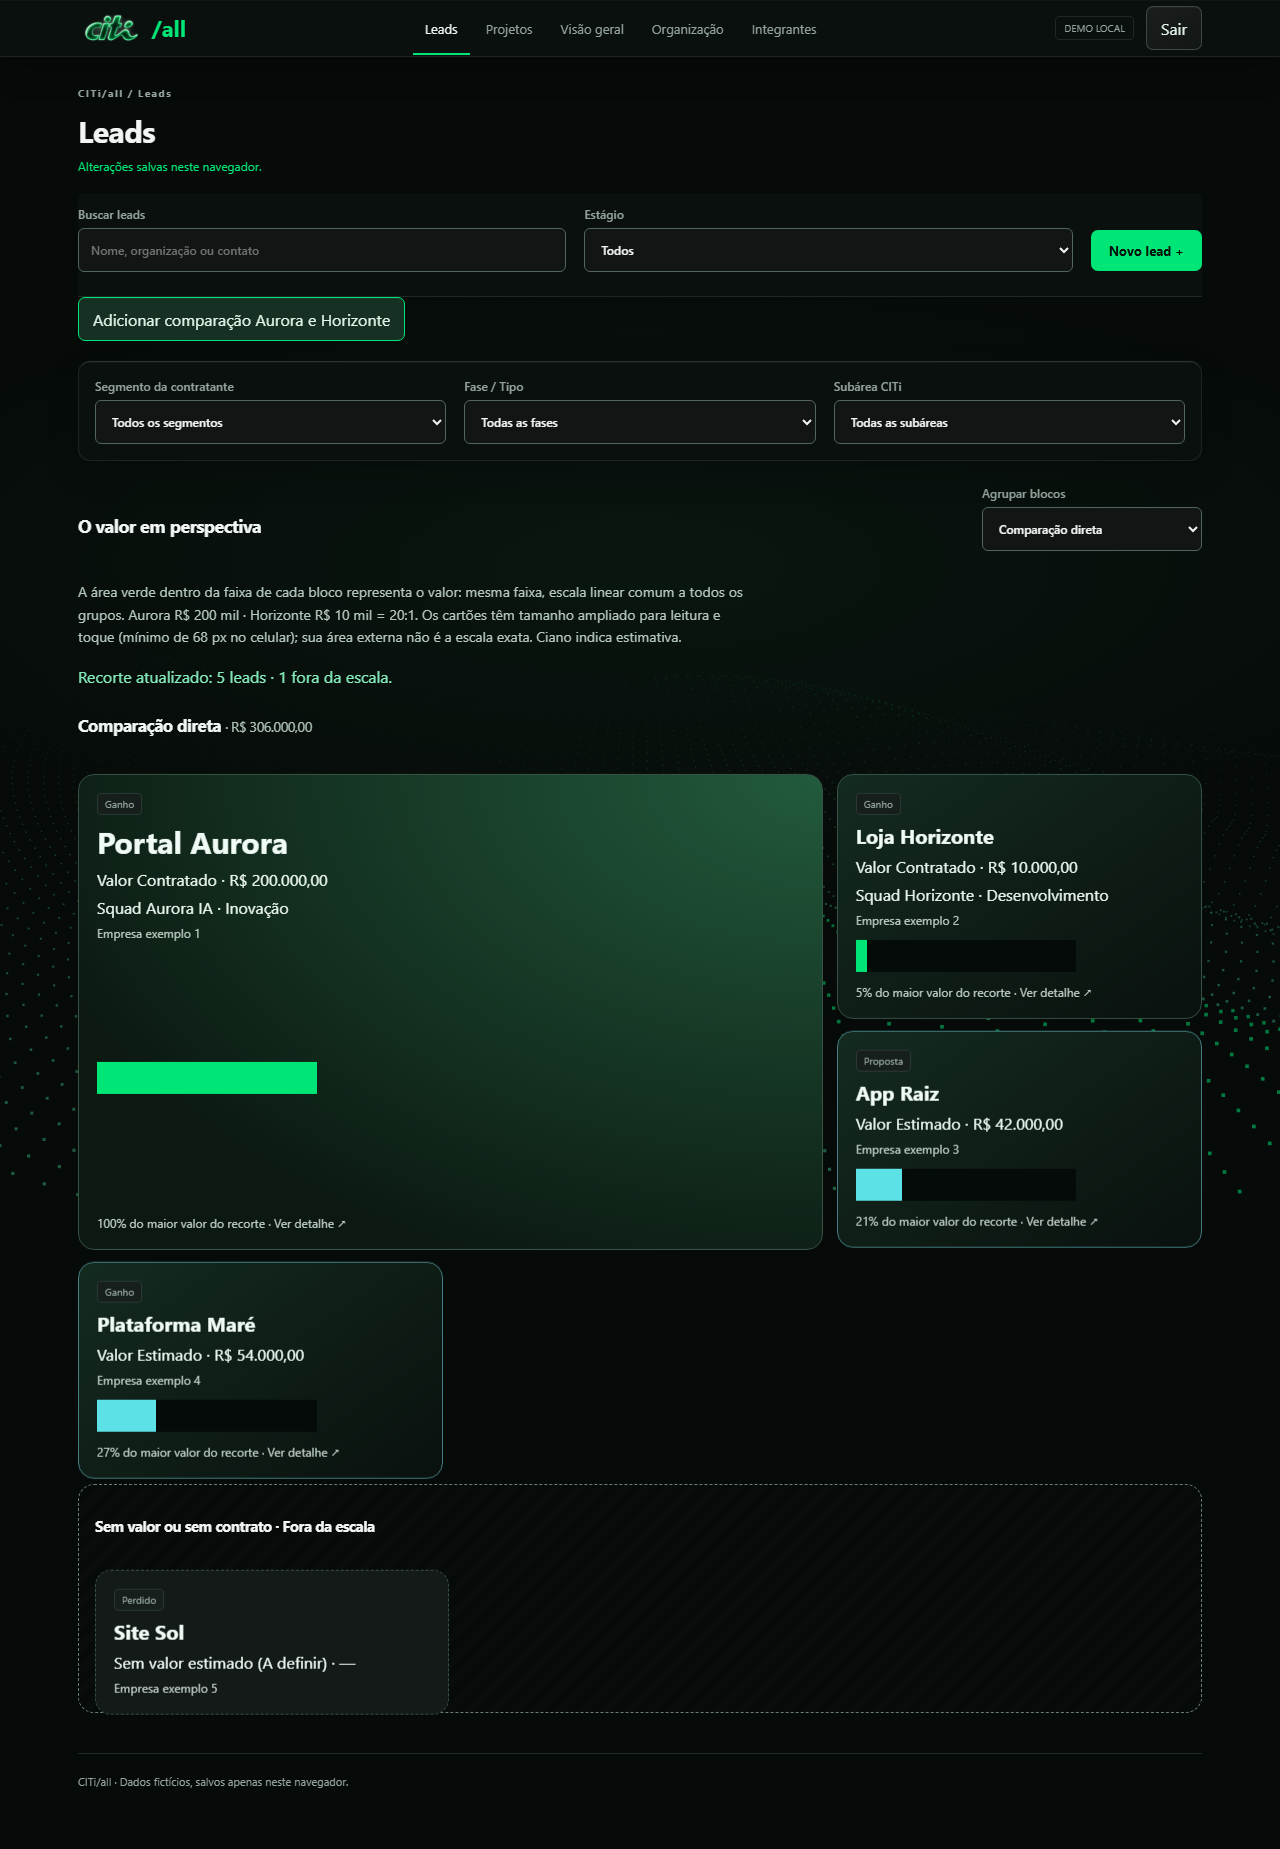 citi /all
Leads
Projetos
Visão geral
Organização
Integrantes
DEMO LOCAL
Sair
CITi/all / Leads
Leads
Alterações salvas neste navegador.
Buscar leads
Nome, organização ou contato
Estágio
Todos
Novo lead +
Adicionar comparação Aurora e Horizonte
Segmento da contratante
Todos os segmentos
Fase / Tipo
Todas as fases
Subárea CITi
Todas as subáreas
O valor em perspectiva
Agrupar blocos
Comparação direta
A área verde dentro da faixa de cada bloco representa o valor: mesma faixa, escala linear comum a todos os
grupos. Aurora R$ 200 mil · Horizonte R$ 10 mil = 20:1. Os cartões têm tamanho ampliado para leitura e
toque (mínimo de 68 px no celular); sua área externa não é a escala exata. Ciano indica estimativa.
Recorte atualizado: 5 leads · 1 fora da escala.
Comparação direta · R$ 306.000,00
Ganho
Portal Aurora
Valor Contratado · R$ 200.000,00
Squad Aurora IA · Inovação
Empresa exemplo 1
100% do maior valor do recorte · Ver detalhe ↗
Ganho
Loja Horizonte
Valor Contratado · R$ 10.000,00
Squad Horizonte · Desenvolvimento
Empresa exemplo 2
5% do maior valor do recorte · Ver detalhe ↗
Proposta
App Raiz
Valor Estimado · R$ 42.000,00
Empresa exemplo 3
21% do maior valor do recorte · Ver detalhe ↗
Ganho
Plataforma Maré
Valor Estimado · R$ 54.000,00
Empresa exemplo 4
27% do maior valor do recorte · Ver detalhe ↗
Sem valor ou sem contrato · Fora da escala
Perdido
Site Sol
Sem valor estimado (A definir) · —
Empresa exemplo 5
CITi/all · Dados fictícios, salvos apenas neste navegador.